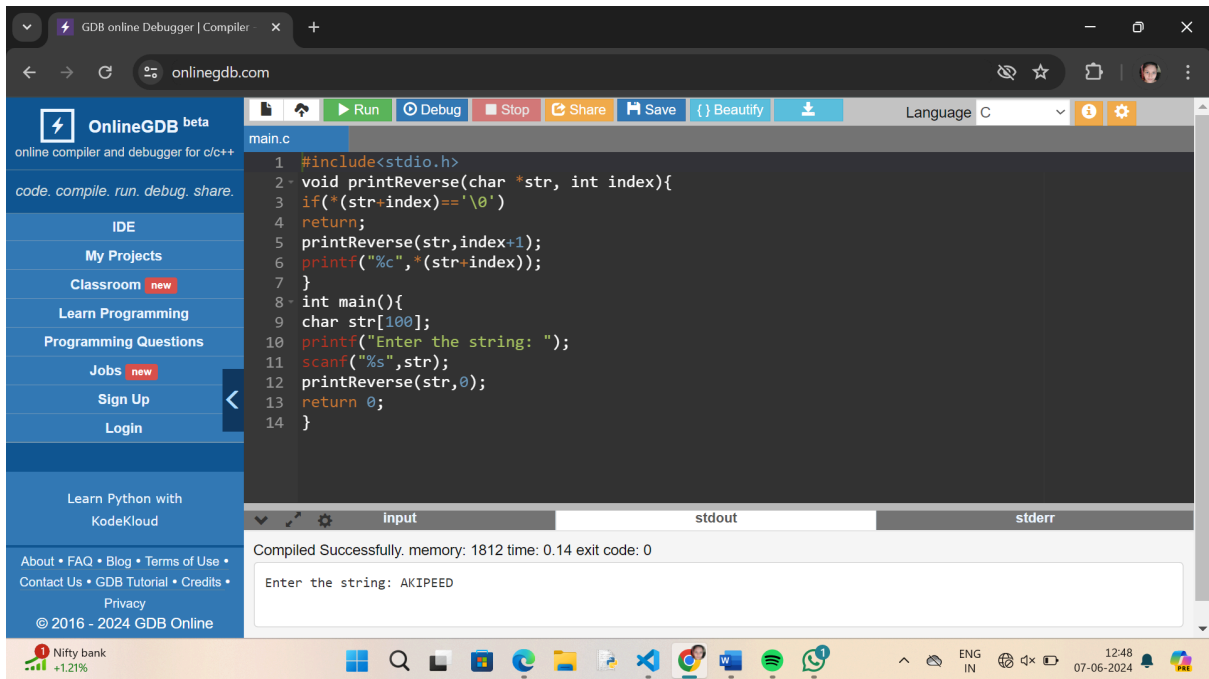 GDB online Debugger | Compiler -
onlinegdb.com
OnlineGDB beta
online compiler and debugger for c/c++
code. compile. run. debug. share.
IDE
My Projects
Classroom new
Learn Programming
Programming Questions
Jobs new
Sign Up
Login
Learn Python with
KodeKloud
About • FAQ • Blog • Terms of Use •
Contact Us • GDB Tutorial • Credits •
Privacy
© 2016 - 2024 GDB Online
Run Debug Stop Share Save { } Beautify Language C
main.c
1 #include<stdio.h>
2 void printReverse(char *str, int index){
3 if(*(str+index)=='\0')
4 return;
5 printReverse(str,index+1);
6 printf("%c",*(str+index));
7 }
8 int main(){
9 char str[100];
10 printf("Enter the string: ");
11 scanf("%s",str);
12 printReverse(str,0);
13 return 0;
14 }
input stdout stderr
Compiled Successfully. memory: 1812 time: 0.14 exit code: 0
Enter the string: AKIPEED
1 Nifty bank
+1.21%
1
ENG
IN
12:48
07-06-2024
PRE